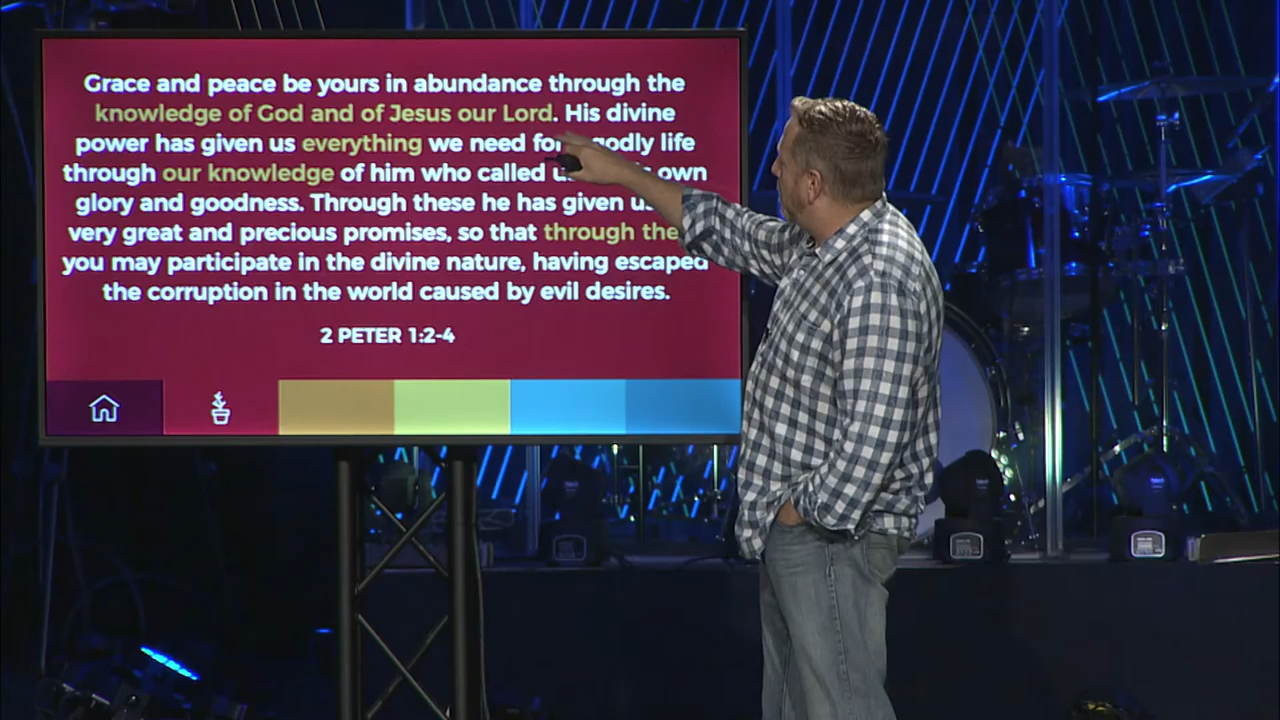 Grace and peace be yours in abundance through the
knowledge of God and of Jesus our Lord. His divine
power has given us everything we need for godly life
through our knowledge of him who called own
glory and goodness. Through these he has given us
very great and precious promises, so that through
you may participate in the divine nature, having escaped
the corruption in the world caused by evil desires.
2 PETER 1:2-4